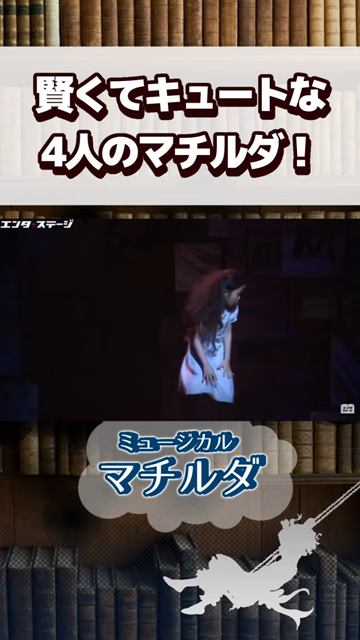 賢くてキュートな
4人のマチルダ！
エンタ★ステージ
ミュージカル
マチルダ